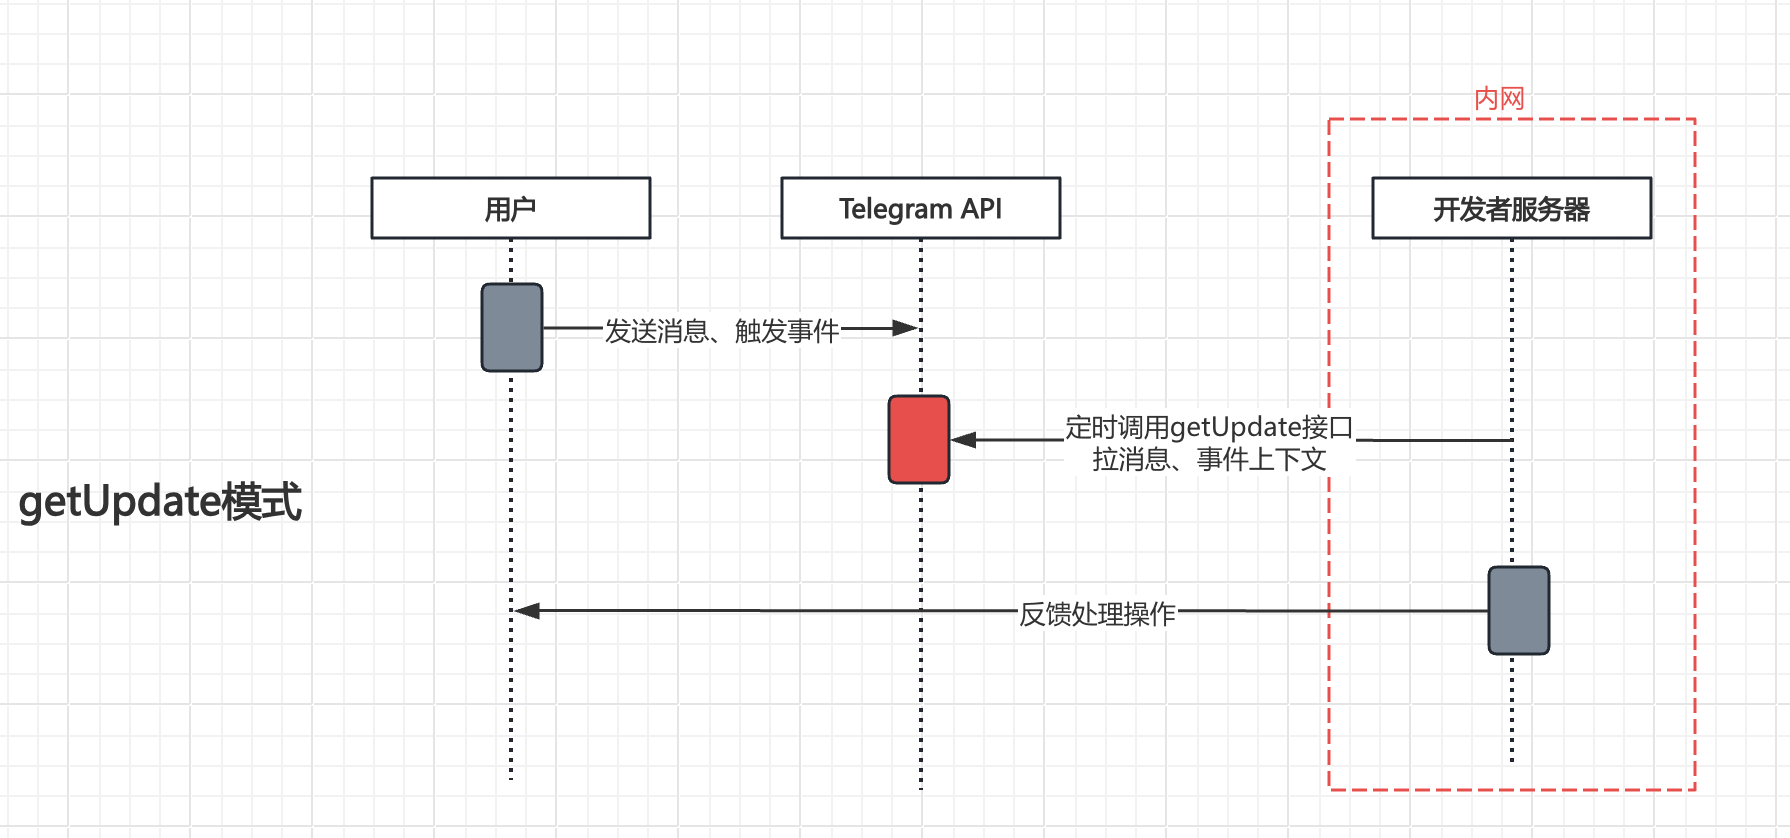 内网
用户
Telegram API
开发者服务器
发送消息、触发事件
定时调用getUpdate接口
拉消息、事件上下文
getUpdate模式
反馈处理操作